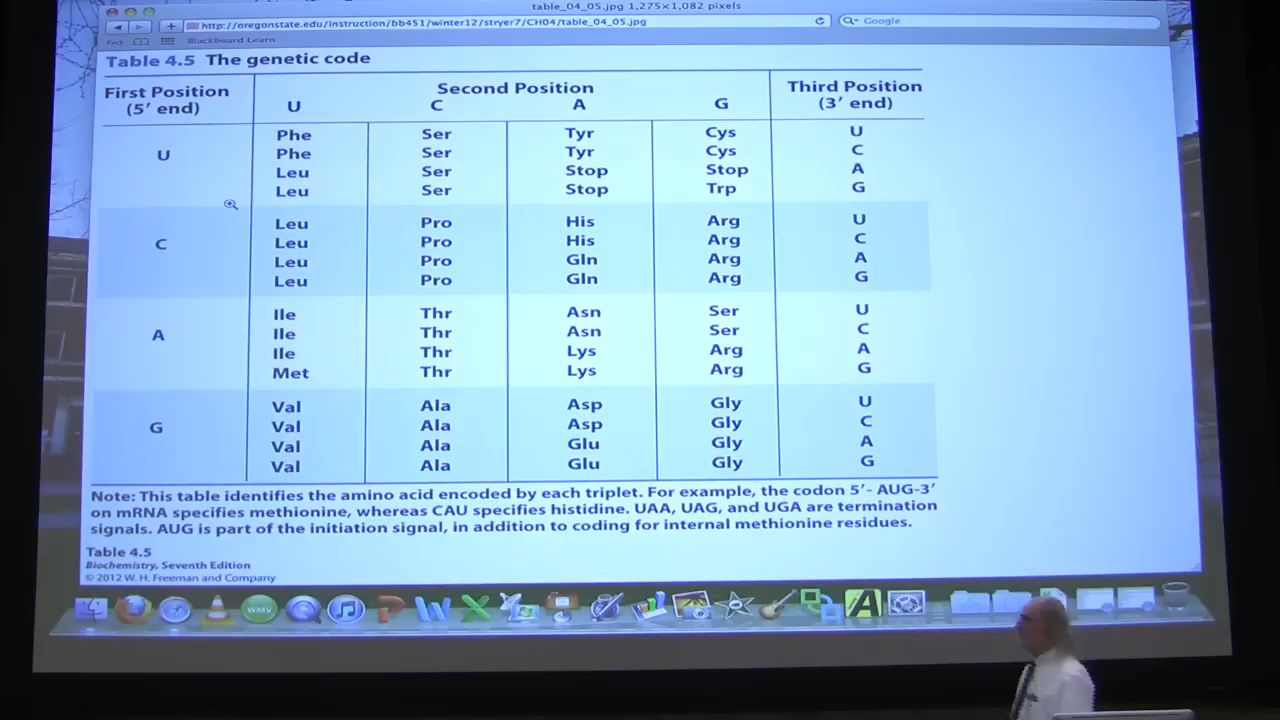 table_04_05.jpg 1,275×1,082 pixels
http://oregonstate.edu/instruction/bb451/winter12/stryer7/CH04/table_04_05.jpg
Google
Blackboard Learn
Table 4.5 The genetic code
First Position Second Position Third Position
(5′ end) U C A G (3′ end)
Phe Ser Tyr Cys U
U Phe Ser Tyr Cys C
Leu Ser Stop Stop A
Leu Ser Stop Trp G
Leu Pro His Arg U
C Leu Pro His Arg C
Leu Pro Gln Arg A
Leu Pro Gln Arg G
Ile Thr Asn Ser U
A Ile Thr Asn Ser C
Ile Thr Lys Arg A
Met Thr Lys Arg G
Val Ala Asp Gly U
G Val Ala Asp Gly C
Val Ala Glu Gly A
Val Ala Glu Gly G
Note: This table identifies the amino acid encoded by each triplet. For example, the codon 5′- AUG-3′
on mRNA specifies methionine, whereas CAU specifies histidine. UAA, UAG, and UGA are termination
signals. AUG is part of the initiation signal, in addition to coding for internal methionine residues.
Table 4.5
Biochemistry, Seventh Edition
© 2012 W. H. Freeman and Company
WMV